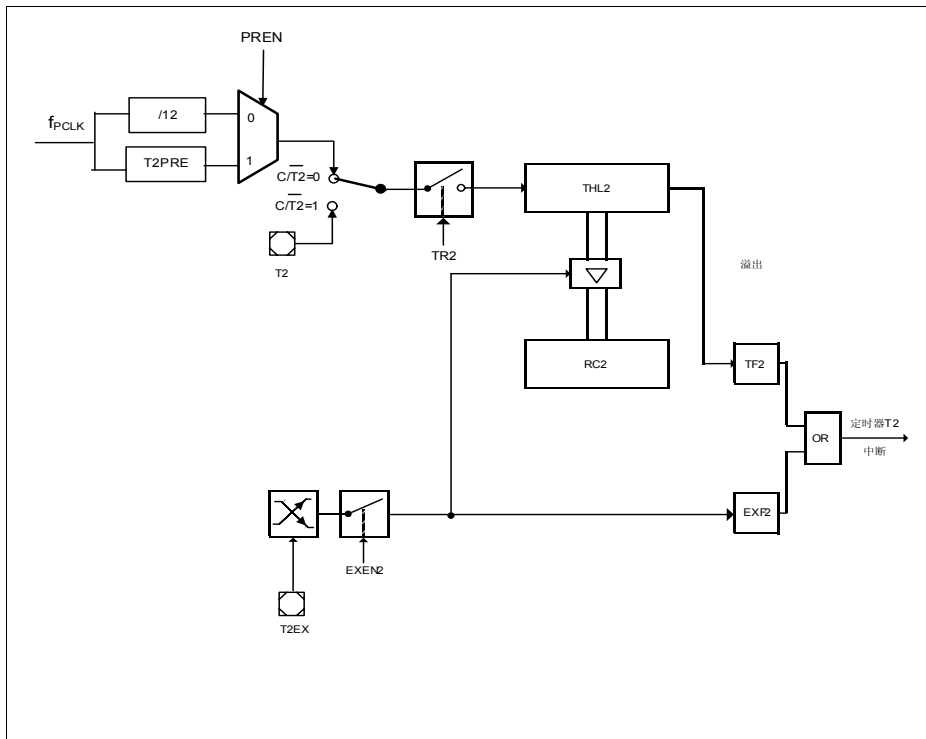 PREN
fPCLK
/12
0
T2PRE
1
C/T2=0
C/T2=1
T2
TR2
THL2
溢出
RC2
TF2
OR
定时器T2
中断
EXF2
EXEN2
T2EX